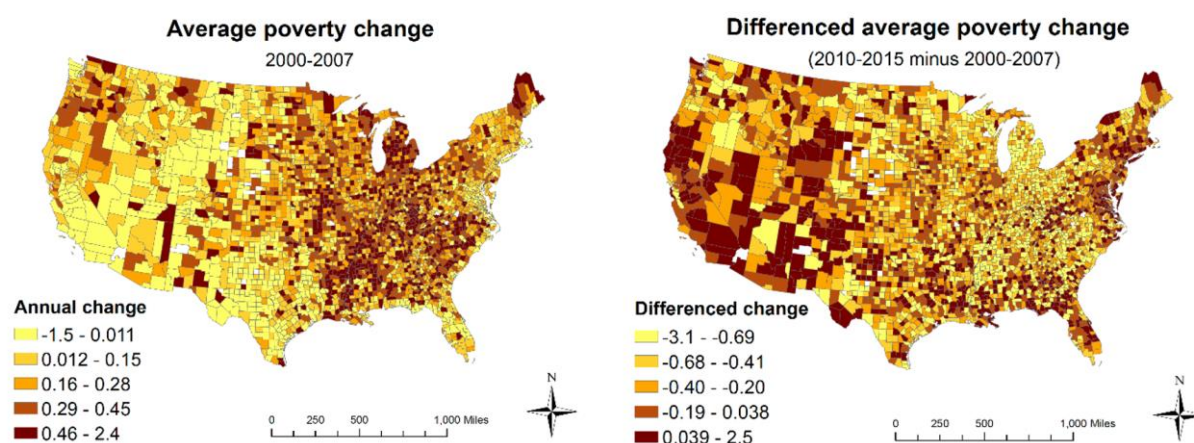 Average poverty change
2000-2007
Annual change
-1.5 - 0.011
0.012 - 0.15
0.16 - 0.28
0.29 - 0.45
0.46 - 2.4
0 250 500 1,000 Miles
N
Differenced average poverty change
(2010-2015 minus 2000-2007)
Differenced change
-3.1 - -0.69
-0.68 - -0.41
-0.40 - -0.20
-0.19 - 0.038
0.039 - 2.5
0 250 500 1,000 Miles
N